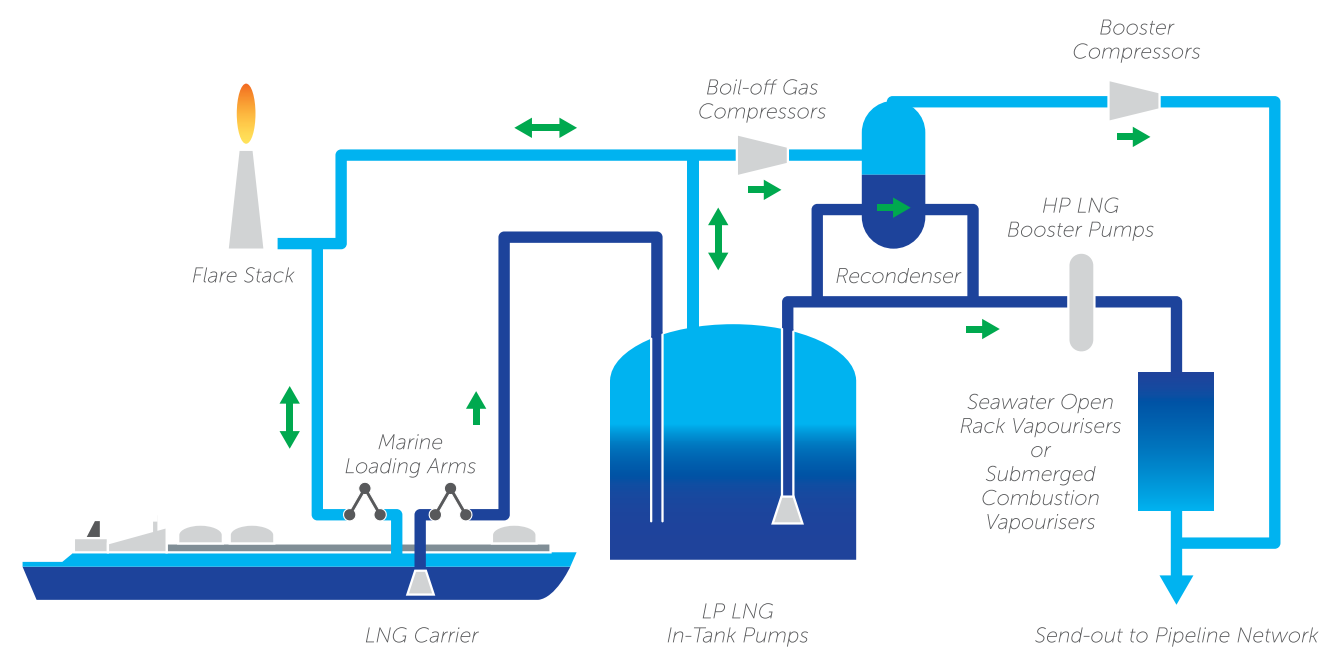 Booster
Compressors
Boil-off Gas
Compressors
HP LNG
Booster Pumps
Flare Stack
Recondenser
Seawater Open
Rack Vapourisers
or
Submerged
Combustion
Vapourisers
Marine
Loading Arms
LNG Carrier
LP LNG
In-Tank Pumps
Send-out to Pipeline Network